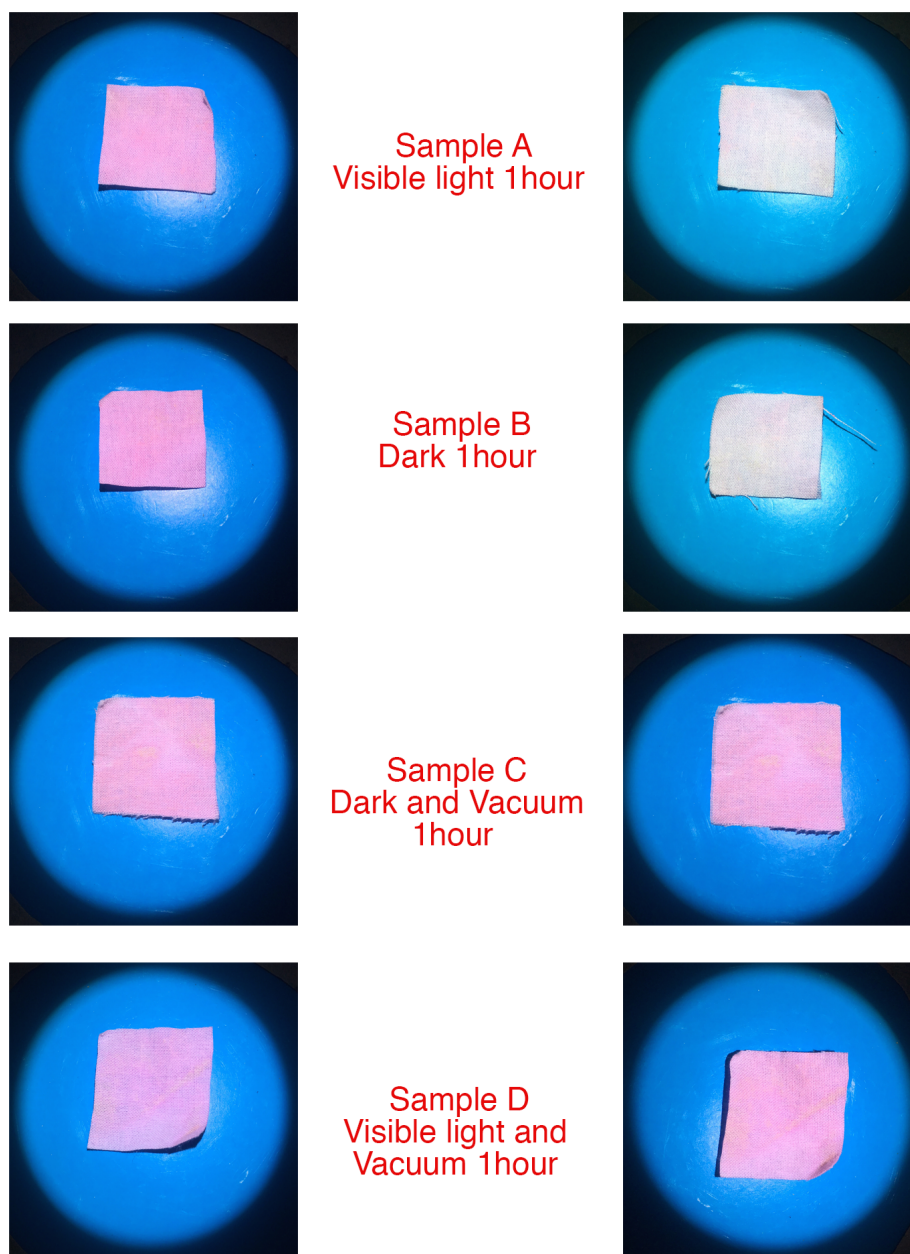 Sample A
Visible light 1hour
Sample B
Dark 1hour
Sample C
Dark and Vacuum
1hour
Sample D
Visible light and
Vacuum 1hour